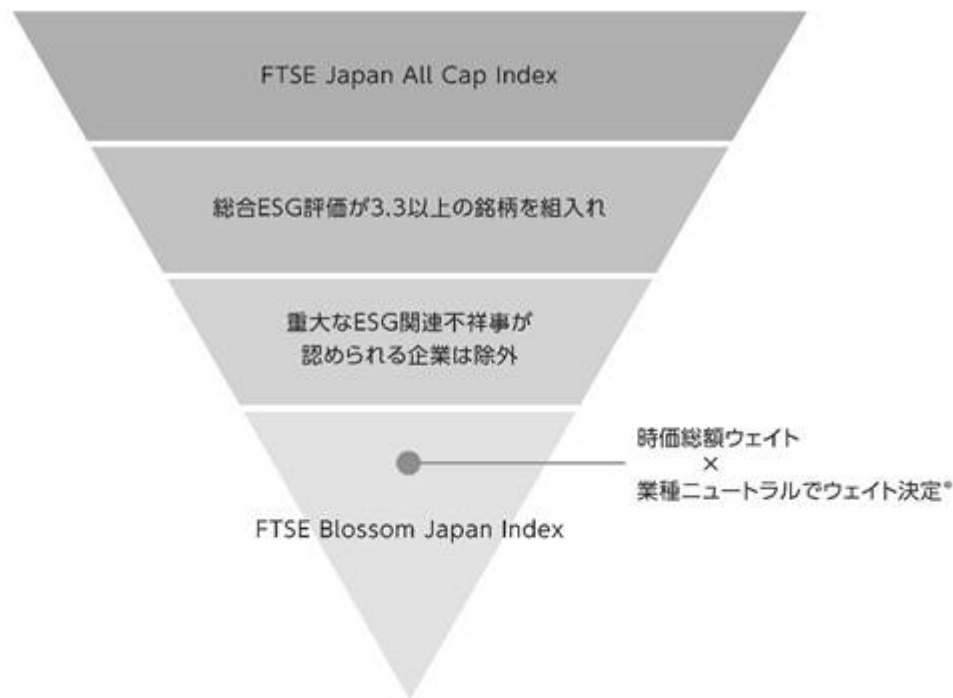 FTSE Japan All Cap Index
総合ESG評価が3.3以上の銘柄を組入れ
重大なESG関連不祥事が
認められる企業は除外
時価総額ウェイト
×
業種ニュートラルでウェイト決定*
FTSE Blossom Japan Index